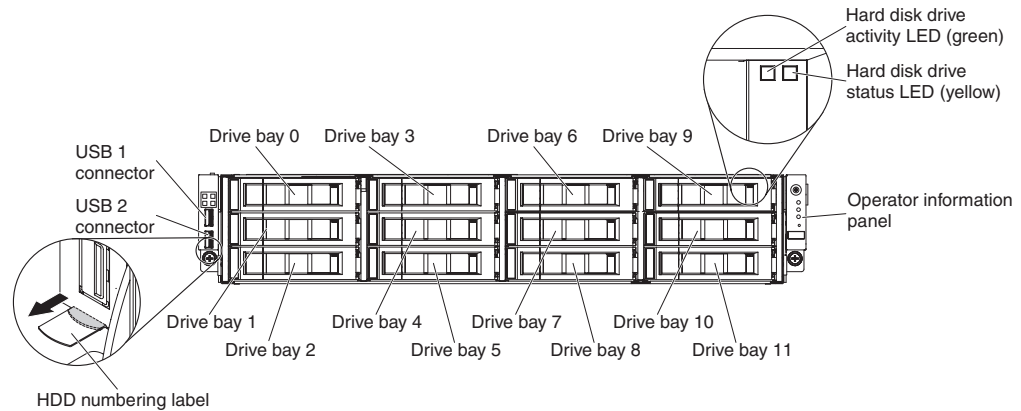 Hard disk drive
activity LED (green)
Hard disk drive
status LED (yellow)
Drive bay 0
Drive bay 3
Drive bay 6
Drive bay 9
USB 1
connector
USB 2
connector
Operator information
panel
Drive bay 1
Drive bay 4
Drive bay 7
Drive bay 10
Drive bay 2
Drive bay 5
Drive bay 8
Drive bay 11
HDD numbering label